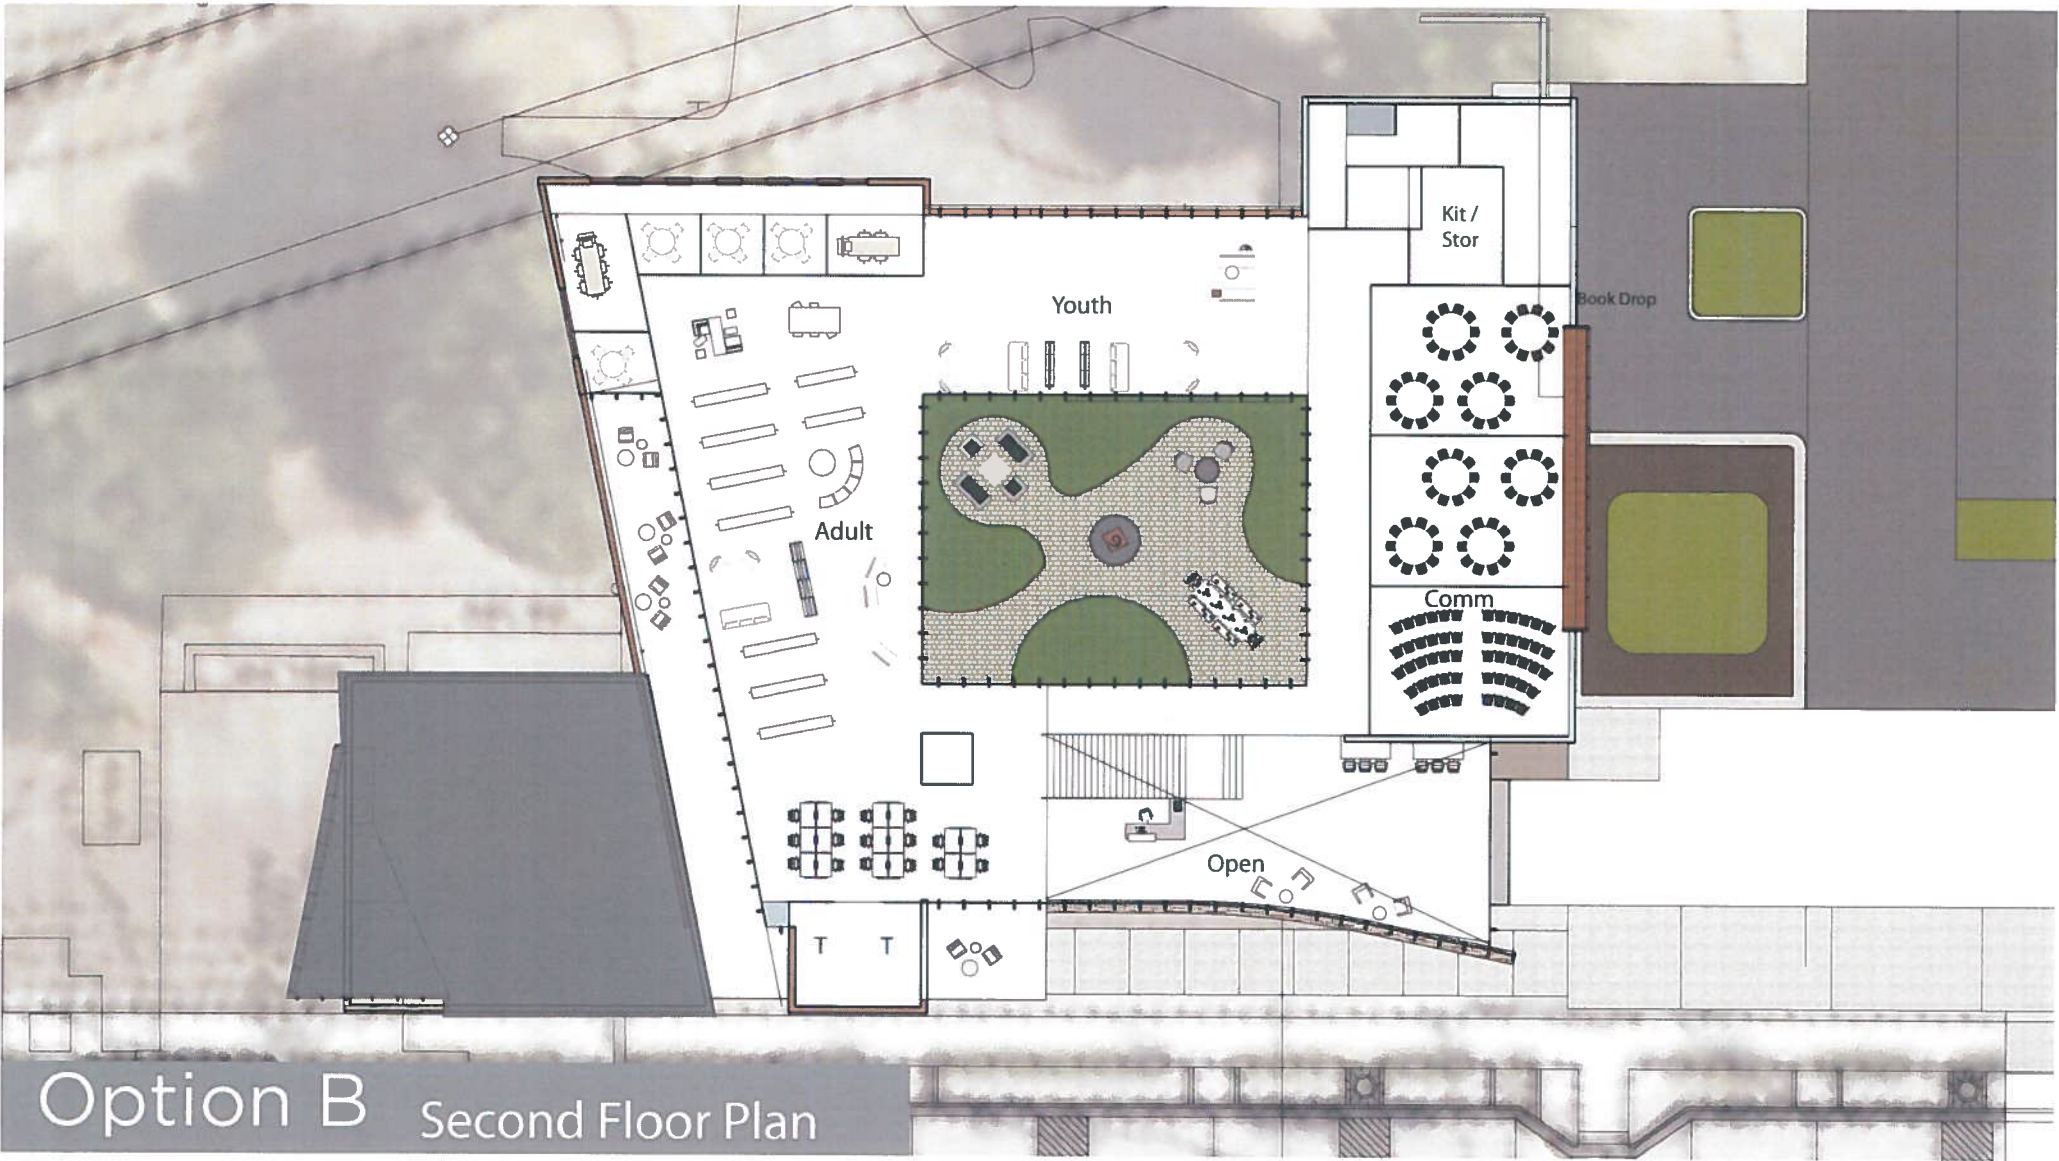 Kit /
Stor
Book Drop
Youth
Adult
Comm
Open
T T
Option B Second Floor Plan